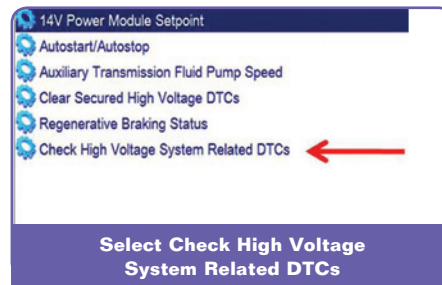 14V Power Module Setpoint
Autostart/Autostop
Auxiliary Transmission Fluid Pump Speed
Clear Secured High Voltage DTCs
Regenerative Braking Status
Check High Voltage System Related DTCs
Select Check High Voltage
System Related DTCs